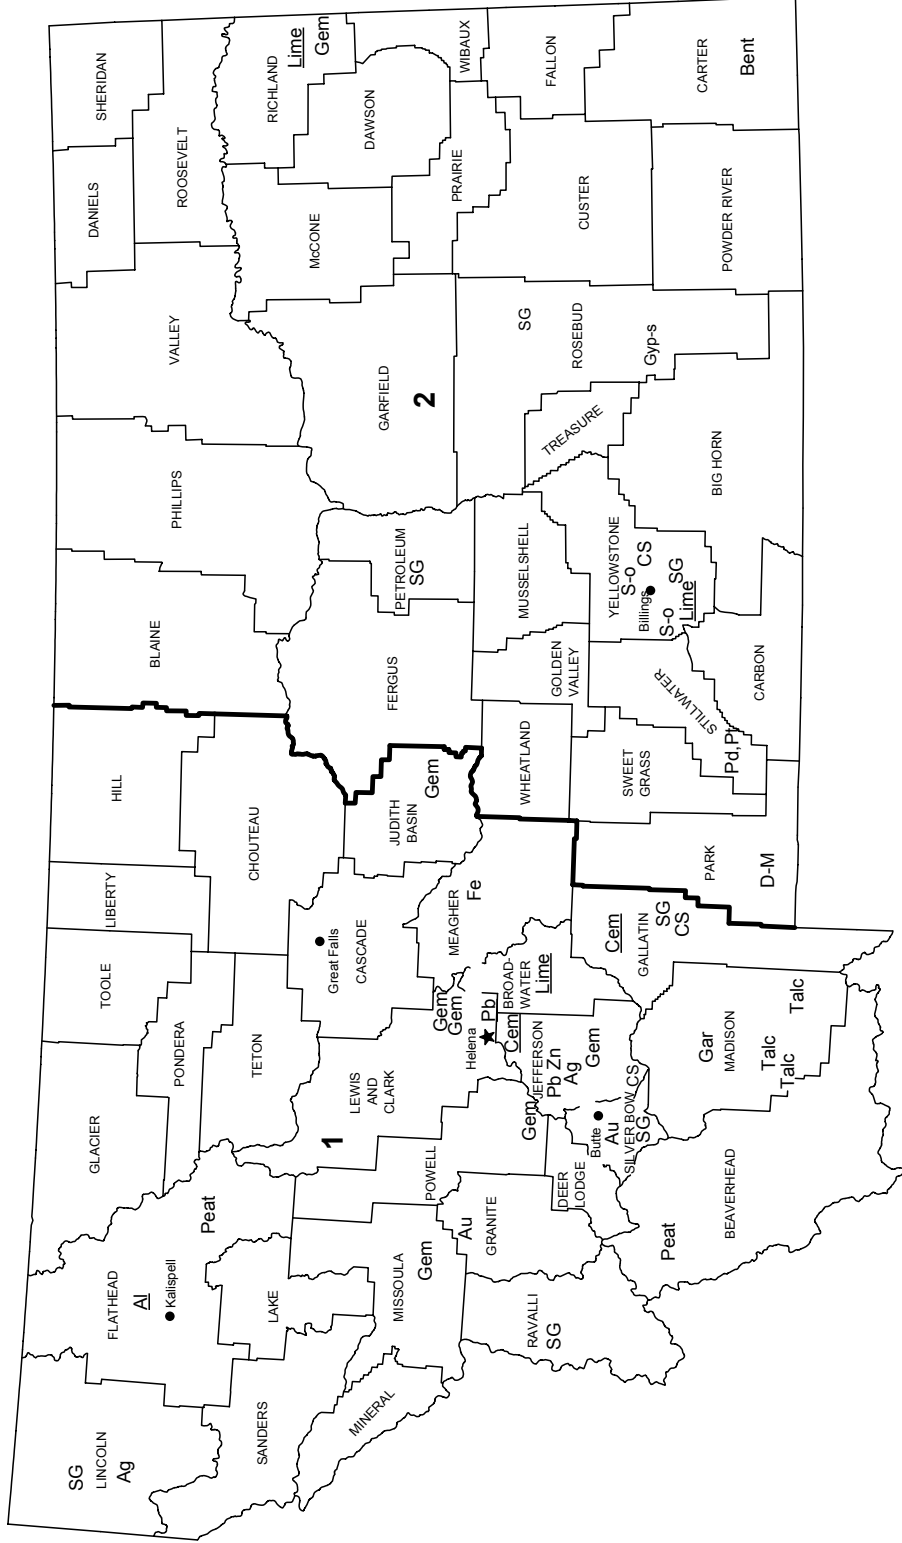 LINCOLN
SG
Ag
FLATHEAD
Al
Kalispell
Peat
GLACIER
TOOLE
LIBERTY
HILL
BLAINE
PHILLIPS
VALLEY
DANIELS
SHERIDAN
ROOSEVELT
SANDERS
LAKE
PONDERA
TETON
CHOUTEAU
MINERAL
MISSOULA
Gem
POWELL
1
LEWIS
AND
CLARK
Gem
Gem
Helena
Great Falls
CASCADE
JUDITH
BASIN
Gem
FERGUS
PETROLEUM
SG
GARFIELD
2
McCONE
RICHLAND
Lime
Gem
DAWSON
WIBAUX
PRAIRIE
RAVALLI
SG
Au
GRANITE
DEER
LODGE
Gem
Butte
Au
SILVER BOW
CS
SG
JEFFERSON
Cem
Pb
Pb Zn
Ag
Gem
BROAD-
WATER
Lime
MEAGHER
Fe
WHEATLAND
GOLDEN
VALLEY
MUSSELSHELL
TREASURE
SG
ROSEBUD
Gyp-s
CUSTER
FALLON
Peat
BEAVERHEAD
Gar
MADISON
Talc
Talc
Talc
Cem
GALLATIN
SG
CS
PARK
D-M
SWEET
GRASS
STILLWATER
Pd,Pt
CARBON
YELLOWSTONE
S-o
CS
Billings
S-o
SG
Lime
BIG HORN
POWDER RIVER
CARTER
Bent